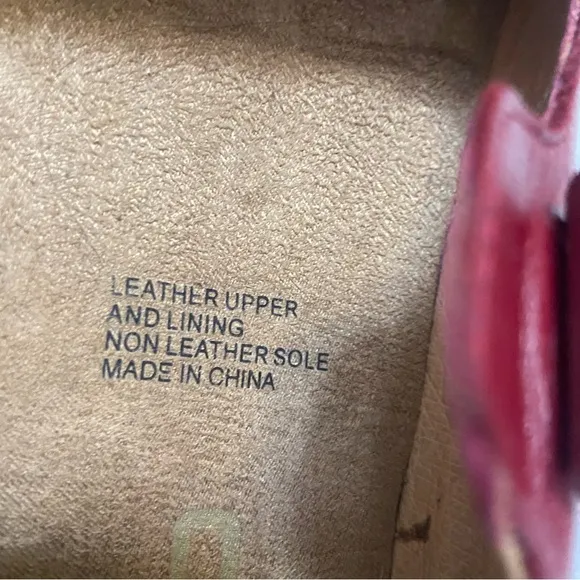 LEATHER UPPER
AND LINING
NON LEATHER SOLE
MADE IN CHINA